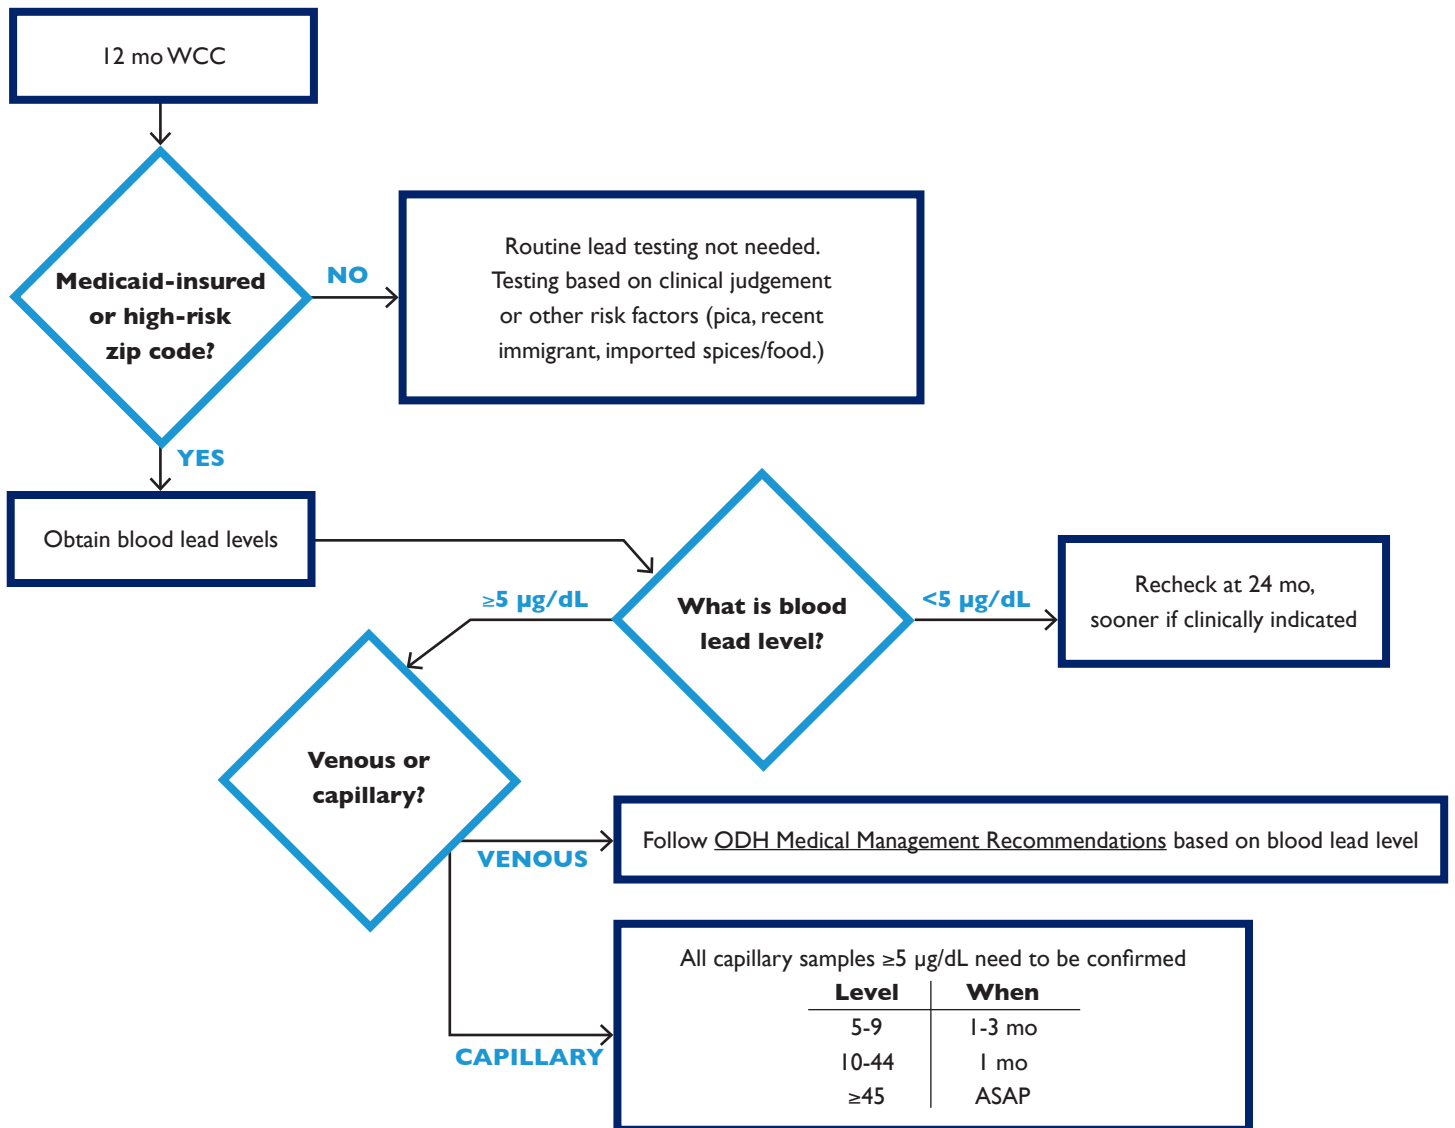 12 mo WCC
Medicaid-insured
or high-risk
zip code?
NO
Routine lead testing not needed.
Testing based on clinical judgement
or other risk factors (pica, recent
immigrant, imported spices/food.)
YES
Obtain blood lead levels
What is blood
lead level?
<5 µg/dL
Recheck at 24 mo,
sooner if clinically indicated
≥5 µg/dL
Venous or
capillary?
VENOUS
Follow ODH Medical Management Recommendations based on blood lead level
CAPILLARY
All capillary samples ≥5 µg/dL need to be confirmed
Level When
5-9 1-3 mo
10-44 1 mo
≥45 ASAP